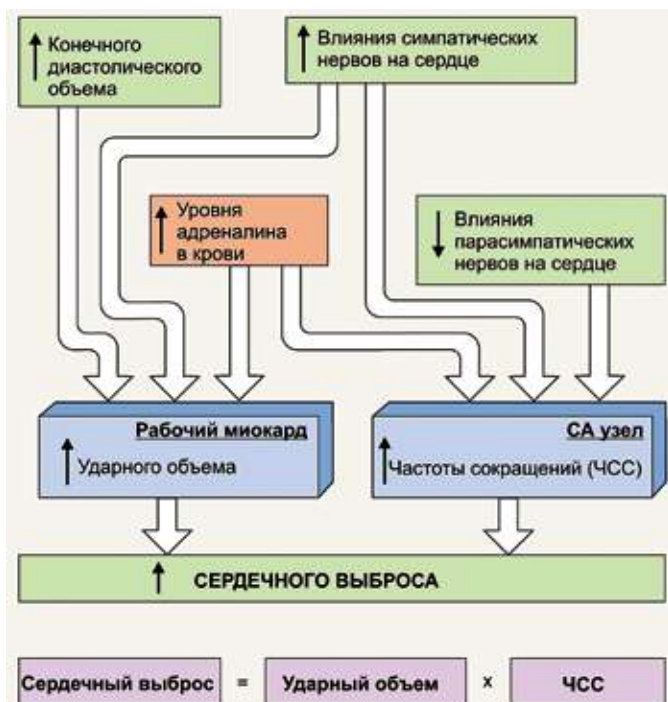 ↑ Конечного
диастолического
объема
↑ Влияния симпатических
нервов на сердце
↑ Уровня
адреналина
в крови
↓ Влияния
парасимпатических
нервов на сердце
Рабочий миокард
↑ Ударного объема
СА узел
↑ Частоты сокращений (ЧСС)
↑ СЕРДЕЧНОГО ВЫБРОСА
Сердечный выброс = Ударный объем x ЧСС